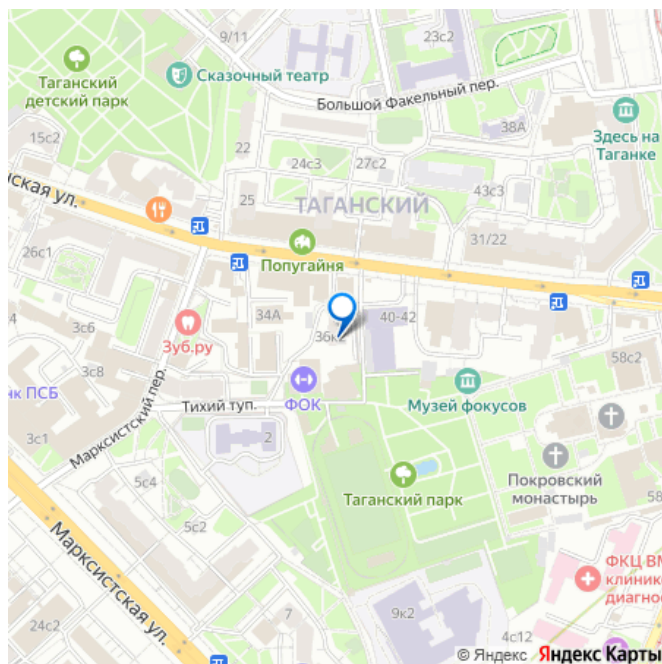 9/11
23с2
Таганский
детский парк
Сказочный театр
Большой Факельный пер.
38А
Здесь на
Таганке
15с2
22
24с3
27с2
43с3
нская ул.
25
ТАГАНСКИЙ
31/22
26с1
Попугайня
34А
36к2
40-42
3с6
Зуб.ру
58с2
3с8
нк ПСБ
ФОК
Музей фокусов
Тихий туп.
Марксистский пер.
3с1
2
Покровский
монастырь
Таганский парк
5с4
5с2
Марксистская ул.
ФКЦ ВМ
клиник
диагнос
7
9к2
24с2
4с12
© Яндекс Яндекс Карты